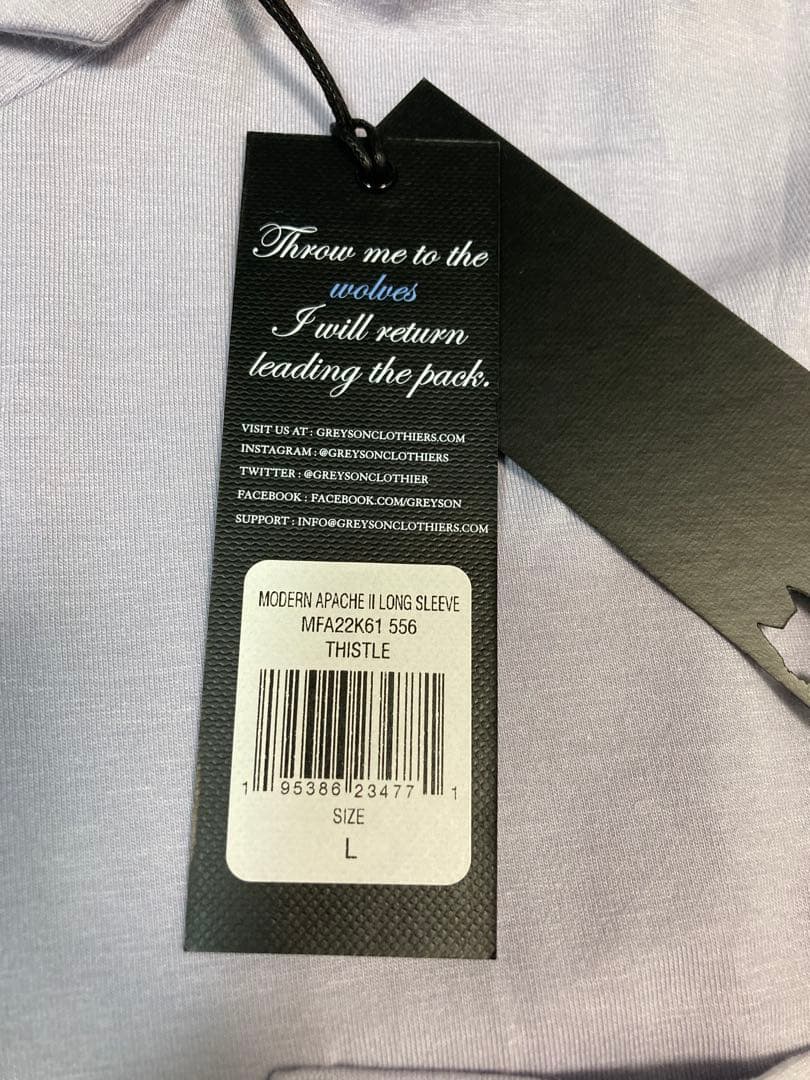 Throw me to the
wolves
I will return
leading the pack.
VISIT US AT : GREYSONCLOTHIERS.COM
INSTAGRAM : @GREYSONCLOTHIERS
TWITTER : @GREYSONCLOTHIER
FACEBOOK : FACEBOOK.COM/GREYSON
SUPPORT : INFO@GREYSONCLOTHIERS.COM
MODERN APACHE II LONG SLEEVE
MFA22K61 556
THISTLE
1 95386 23477 1
SIZE
L